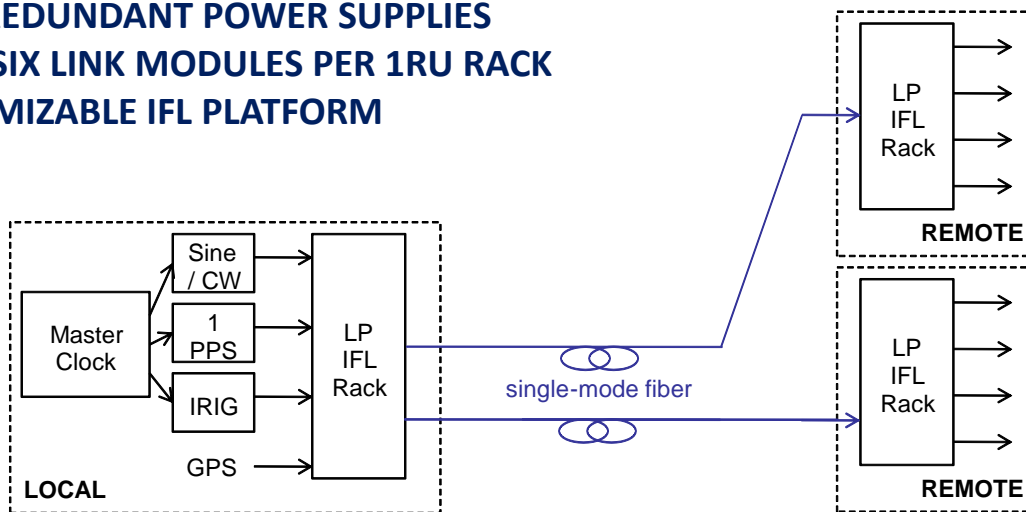 REDUNDANT POWER SUPPLIES
SIX LINK MODULES PER 1RU RACK
MIZABLE IFL PLATFORM
LP
IFL
Rack
REMOTE
Sine
/ CW
Master
Clock
1
PPS
IRIG
GPS
LP
IFL
Rack
LOCAL
single-mode fiber
LP
IFL
Rack
REMOTE